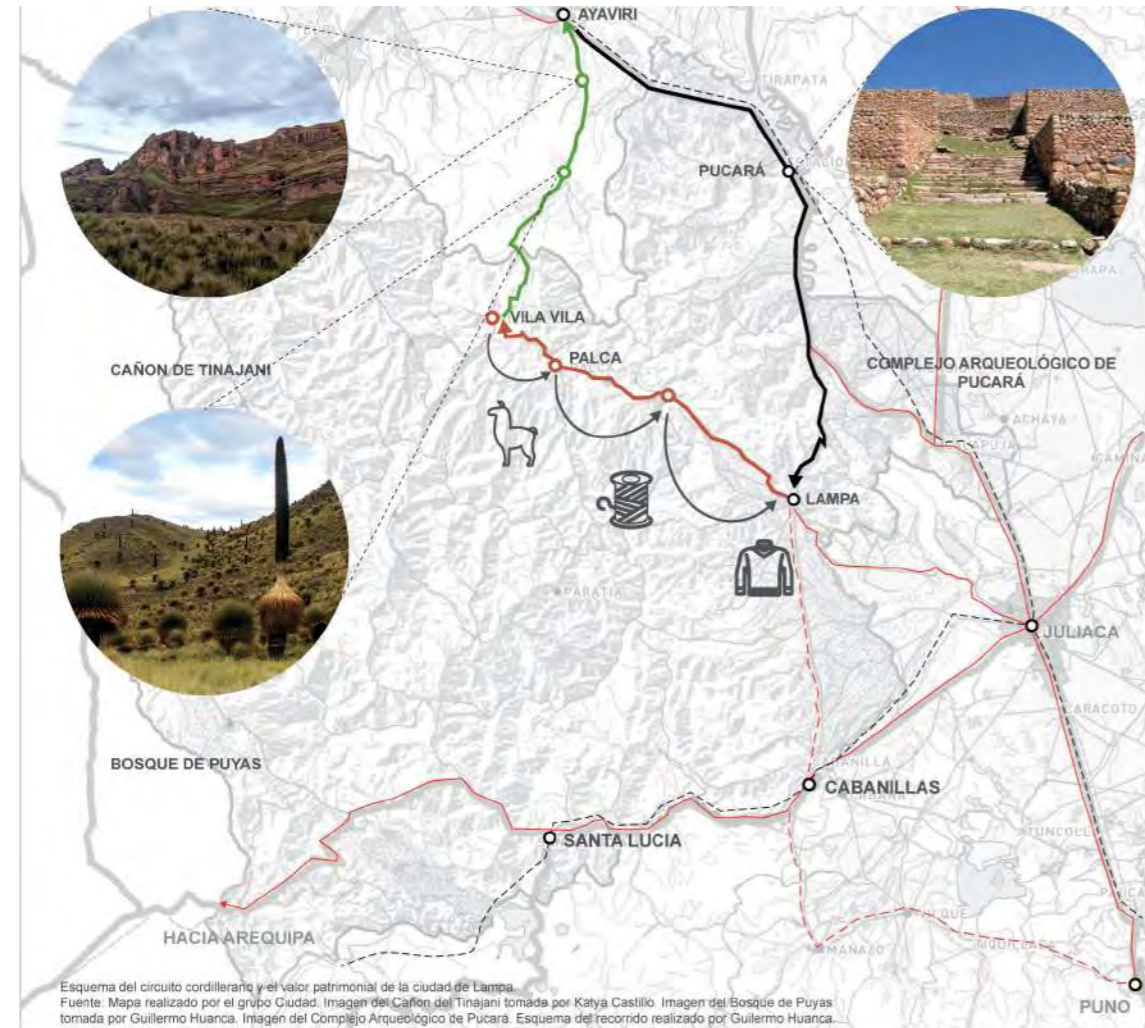 AYAVIRI
TIRAPATA
PUCARÁ
VILA VILA
CAÑON DE TINAJANI
PALCA
COMPLEJO ARQUEOLÓGICO DE
PUCARÁ
ACHAYA
LAMPA
PARATIA
JULIACA
CARACOTO
BOSQUE DE PUYAS
CABANILLAS
SANTA LUCIA
HACIA AREQUIPA
MAÑAZO
PUNO
Esquema del circuito cordillerano y el valor patrimonial de la ciudad de Lampa.
Fuente: Mapa realizado por el grupo Ciudad. Imagen del Cañon del Tinajani tomada por Katya Castillo. Imagen del Bosque de Puyas
tomada por Guillermo Huanca. Imagen del Complejo Arqueológico de Pucará. Esquema del recorrido realizado por Guillermo Huanca.